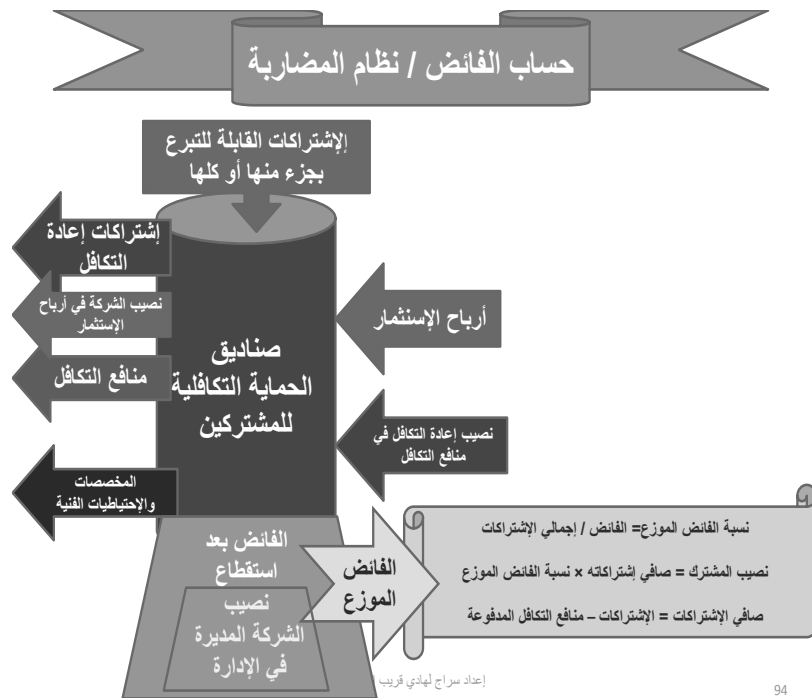 حساب الفائض / نظام المضاربة
الإشتراكات القابلة للتبرع
بجزء منها أو كلها
إشتراكات إعادة
التكافل
نصيب الشركة في أرباح
الإستثمار
منافع التكافل
المخصصات
والإحتياطيات الفنية
صناديق
الحماية التكافلية
للمشتركين
أرباح الإستثمار
نصيب إعادة التكافل في
منافع التكافل
الفائض بعد
استقطاع
نصيب
الشركة المديرة
في الإدارة
الفائض
الموزع
نسبة الفائض الموزع= الفائض / إجمالي الإشتراكات
نصيب المشترك = صافي إشتراكاته × نسبة الفائض الموزع
صافي الإشتراكات = الإشتراكات – منافع التكافل المدفوعة
إعداد سراج لهادي قريب
94